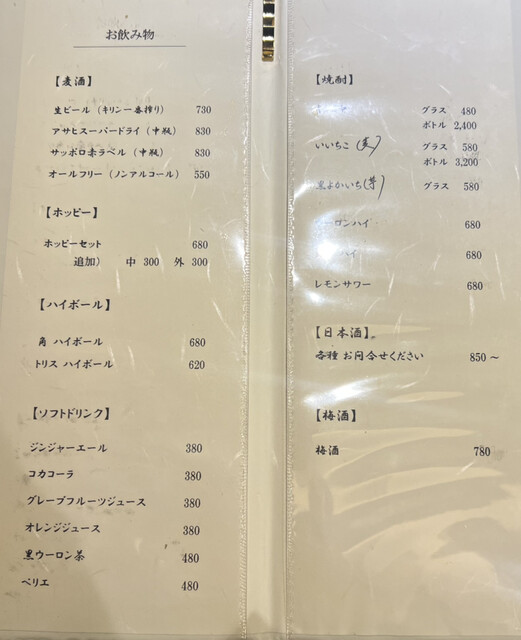 お飲み物
【麦酒】
生ビール (キリン一番搾り) 730
アサヒスーパードライ (中瓶) 830
サッポロ赤ラベル (中瓶) 830
オールフリー (ノンアルコール) 550
【ホッピー】
ホッピーセット 680
追加) 中 300 外 300
【ハイボール】
角 ハイボール 680
トリス ハイボール 620
【ソフトドリンク】
ジンジャーエール 380
コカコーラ 380
グレープフルーツジュース 380
オレンジジュース 380
黒ウーロン茶 480
ペリエ 480
【焼酎】
グラス 480
ボトル 2,400
いいちこ (麦) グラス 580
ボトル 3,200
黒よかいち (芋) グラス 580
ーロンハイ 680
ハイ 680
レモンサワー 680
【日本酒】
各種 お問合せください 850 ～
【梅酒】
梅酒 780